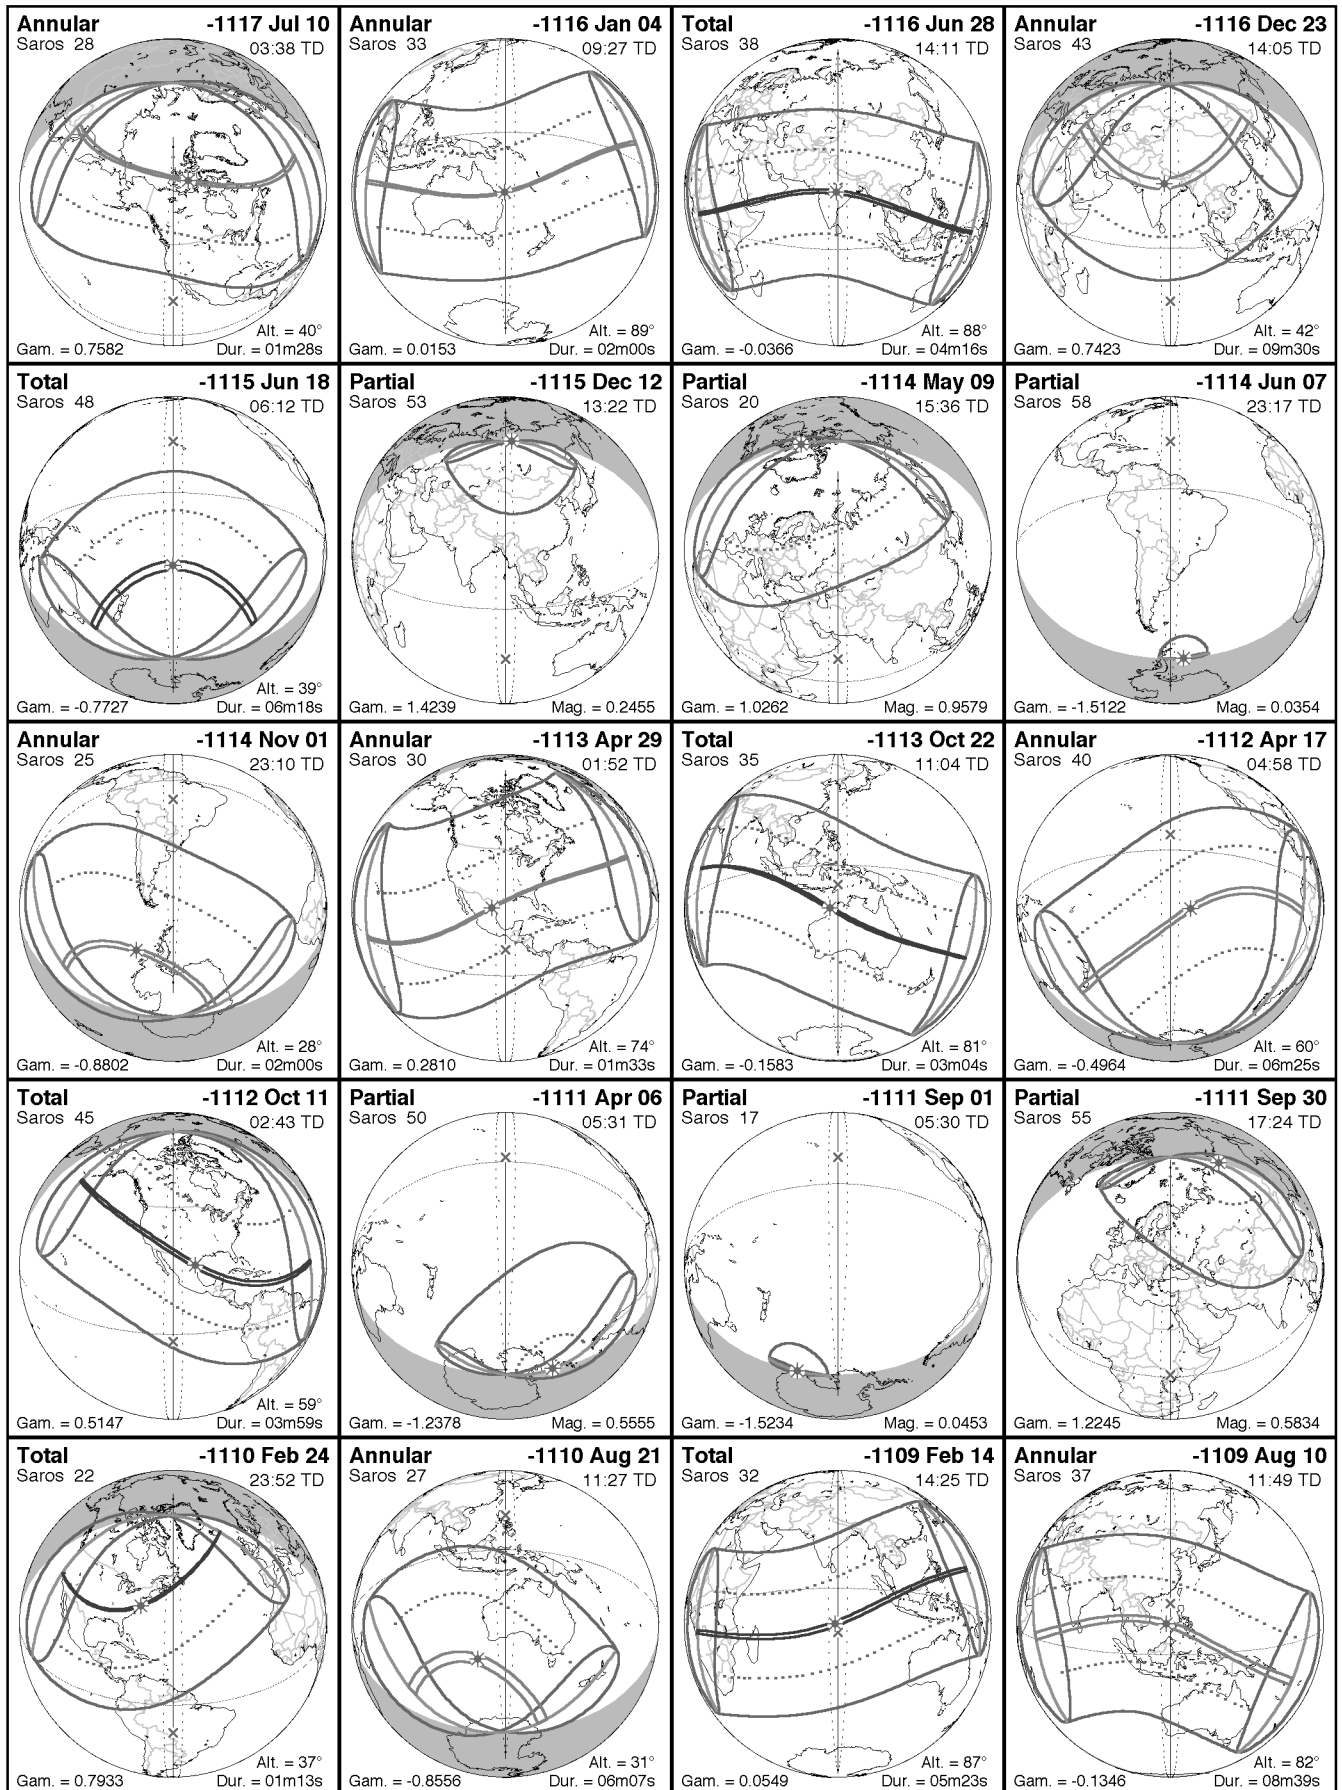 Annular -1117 Jul 10
Saros 28 03:38 TD
Alt. = 40°
Gam. = 0.7582 Dur. = 01m28s
Annular -1116 Jan 04
Saros 33 09:27 TD
Alt. = 89°
Gam. = 0.0153 Dur. = 02m00s
Total -1116 Jun 28
Saros 38 14:11 TD
Alt. = 88°
Gam. = -0.0366 Dur. = 04m16s
Annular -1116 Dec 23
Saros 43 14:05 TD
Alt. = 42°
Gam. = 0.7423 Dur. = 09m30s
Total -1115 Jun 18
Saros 48 06:12 TD
Alt. = 39°
Gam. = -0.7727 Dur. = 06m18s
Partial -1115 Dec 12
Saros 53 13:22 TD
Gam. = 1.4239 Mag. = 0.2455
Partial -1114 May 09
Saros 20 15:36 TD
Gam. = 1.0262 Mag. = 0.9579
Partial -1114 Jun 07
Saros 58 23:17 TD
Gam. = -1.5122 Mag. = 0.0354
Annular -1114 Nov 01
Saros 25 23:10 TD
Alt. = 28°
Gam. = -0.8802 Dur. = 02m00s
Annular -1113 Apr 29
Saros 30 01:52 TD
Alt. = 74°
Gam. = 0.2810 Dur. = 01m33s
Total -1113 Oct 22
Saros 35 11:04 TD
Alt. = 81°
Gam. = -0.1583 Dur. = 03m04s
Annular -1112 Apr 17
Saros 40 04:58 TD
Alt. = 60°
Gam. = -0.4964 Dur. = 06m25s
Total -1112 Oct 11
Saros 45 02:43 TD
Alt. = 59°
Gam. = 0.5147 Dur. = 03m59s
Partial -1111 Apr 06
Saros 50 05:31 TD
Gam. = -1.2378 Mag. = 0.5555
Partial -1111 Sep 01
Saros 17 05:30 TD
Gam. = -1.5234 Mag. = 0.0453
Partial -1111 Sep 30
Saros 55 17:24 TD
Gam. = 1.2245 Mag. = 0.5834
Total -1110 Feb 24
Saros 22 23:52 TD
Alt. = 37°
Gam. = 0.7933 Dur. = 01m13s
Annular -1110 Aug 21
Saros 27 11:27 TD
Alt. = 31°
Gam. = -0.8556 Dur. = 06m07s
Total -1109 Feb 14
Saros 32 14:25 TD
Alt. = 87°
Gam. = 0.0549 Dur. = 05m23s
Annular -1109 Aug 10
Saros 37 11:49 TD
Alt. = 82°
Gam. = -0.1346 Dur. = 08m39s